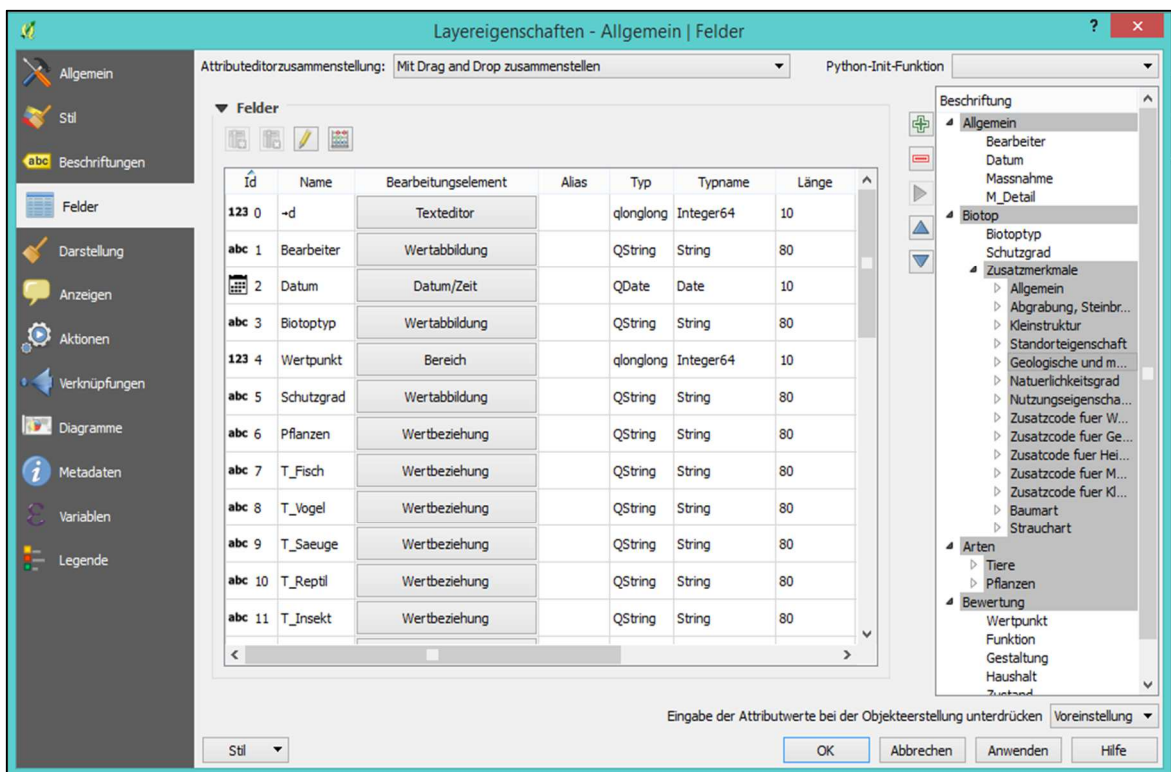 Layereigenschaften - Allgemein | Felder
?
Allgemein
Stil
abc Beschriftungen
Felder
Darstellung
Anzeigen
Aktionen
Verknüpfungen
Diagramme
Metadaten
Variablen
Legende
Attributeditorzusammenstellung: Mit Drag and Drop zusammenstellen
Python-Init-Funktion
Felder
Id Name Bearbeitungselement Alias Typ Typname Länge
123 0 Texteditor qlonglong Integer64 10
abc 1 Bearbeiter Wertabbildung QString String 80
2 Datum Datum/Zeit QDate Date 10
abc 3 Biotoptyp Wertabbildung QString String 80
123 4 Wertpunkt Bereich qlonglong Integer64 10
abc 5 Schutzgrad Wertabbildung QString String 80
abc 6 Pflanzen Wertbeziehung QString String 80
abc 7 T_Fisch Wertbeziehung QString String 80
abc 8 T_Vogel Wertbeziehung QString String 80
abc 9 T_Saeuge Wertbeziehung QString String 80
abc 10 T_Reptil Wertbeziehung QString String 80
abc 11 T_Insekt Wertbeziehung QString String 80
Beschriftung
Allgemein
Bearbeiter
Datum
Massnahme
M_Detail
Biotop
Biotoptyp
Schutzgrad
Zusatzmerkmale
Allgemein
Abgrabung, Steinbr...
Kleinstruktur
Standorteigenschaft
Geologische und m...
Natuerlichkeitsgrad
Nutzungseigenscha...
Zusatzcode fuer W...
Zusatzcode fuer Ge...
Zusatcode fuer Hei...
Zusatzcode fuer M...
Zusatzcode fuer Kl...
Baumart
Strauchart
Arten
Tiere
Pflanzen
Bewertung
Wertpunkt
Funktion
Gestaltung
Haushalt
Zustand
Eingabe der Attributwerte bei der Objekteerstellung unterdrücken Voreinstellung
Stil
OK
Abbrechen
Anwenden
Hilfe